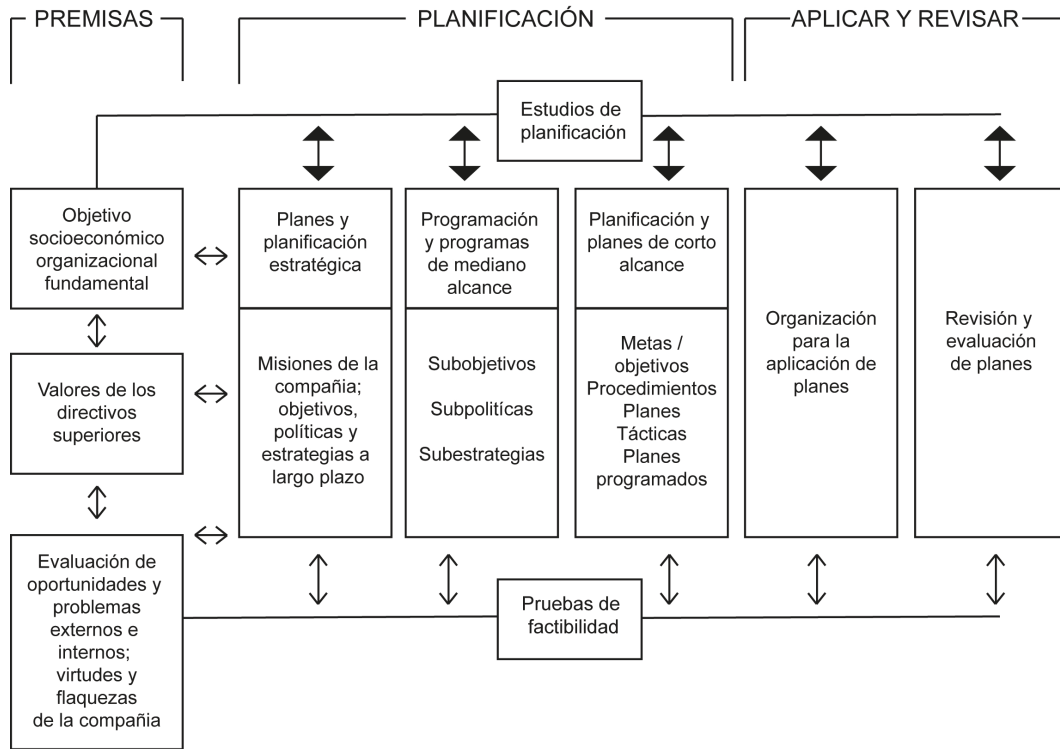 PREMISAS
PLANIFICACIÓN
APLICAR Y REVISAR
Estudios de
planificación
Objetivo
socioeconómico
organizacional
fundamental
Planes y
planificación
estratégica
Programación
y programas
de mediano
alcance
Planificación y
planes de corto
alcance
Organización
para la
aplicación de
planes
Revisión y
evaluación
de planes
Valores de los
directivos
superiores
Misiones de la
compañia;
objetivos,
políticas y
estrategias a
largo plazo
Subobjetivos
Subpolitícas
Subestrategias
Metas /
objetivos
Procedimientos
Planes
Tácticas
Planes
programados
Evaluación de
oportunidades y
problemas
externos e
internos;
virtudes y
flaquezas
de la compañia
Pruebas de
factibilidad